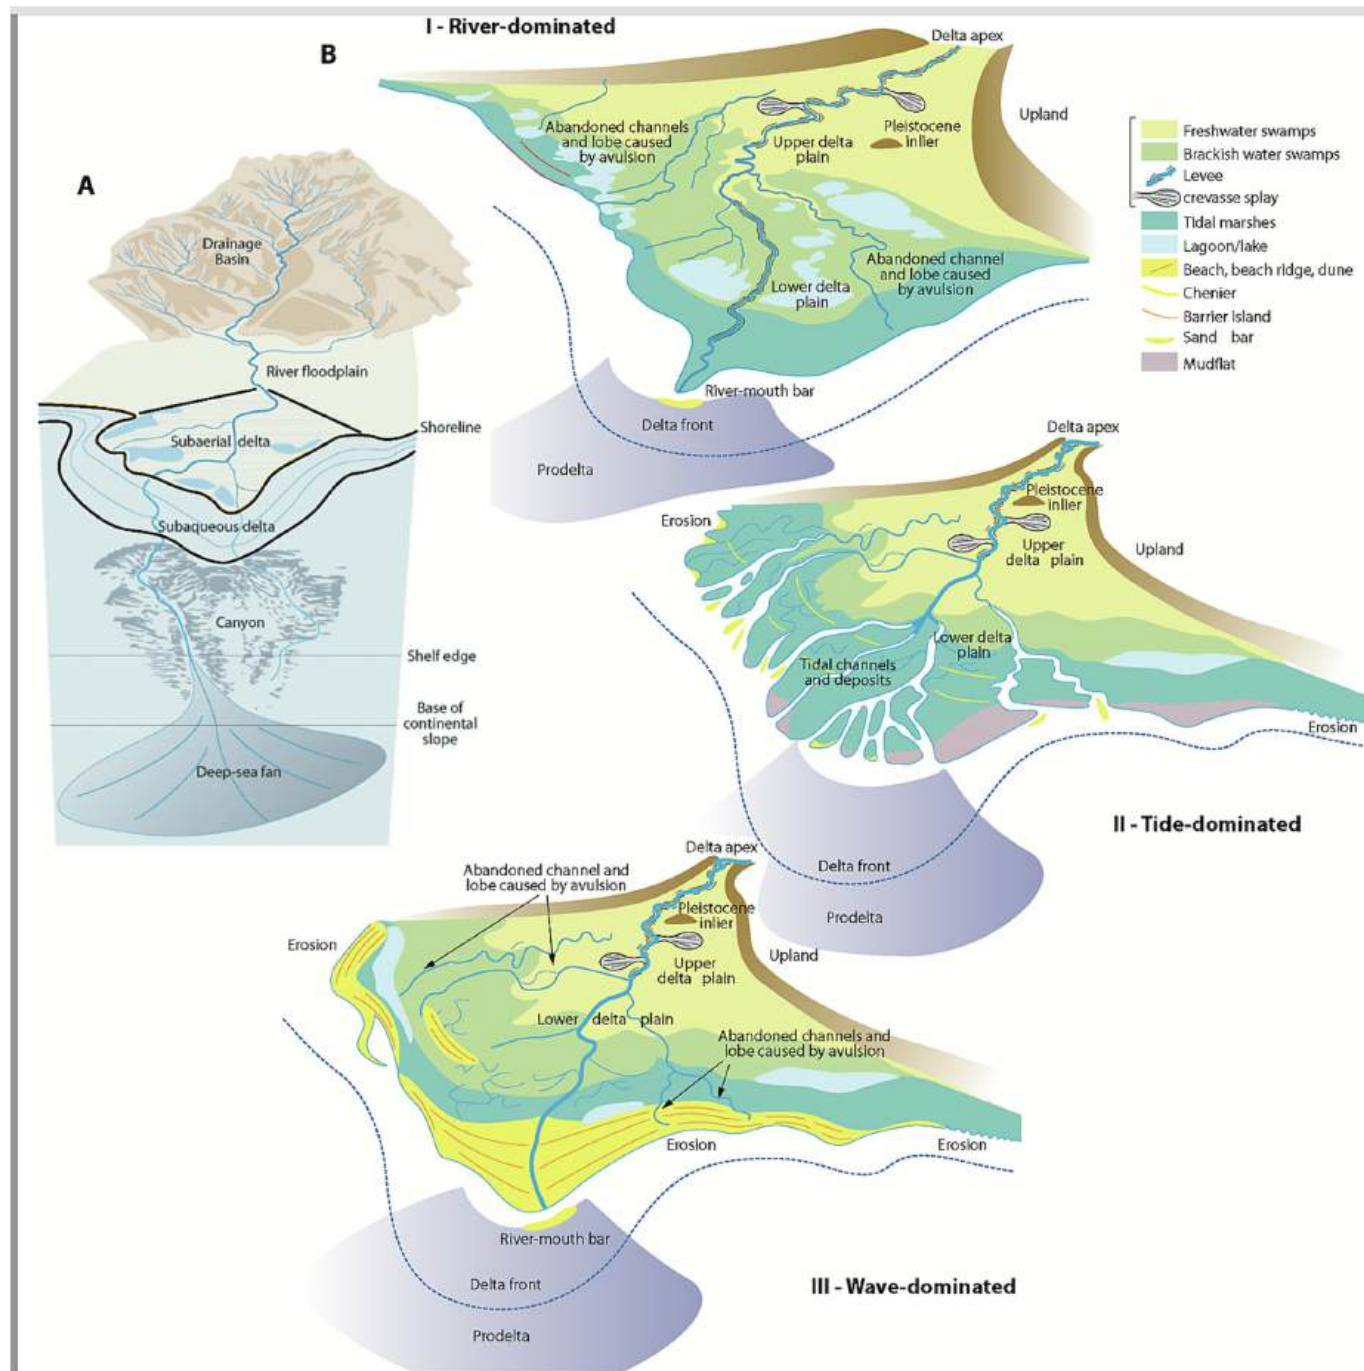 I - River-dominated
B
Delta apex
Upland
Abandoned channels
and lobe caused
by avulsion
Upper delta
plain
Pleistocene
inlier
Abandoned channel
and lobe caused
by avulsion
Lower delta
plain
River-mouth bar
Delta front
Prodelta
Freshwater swamps
Brackish water swamps
Levee
crevasse splay
Tidal marshes
Lagoon/lake
Beach, beach ridge, dune
Chenier
Barrier island
Sand bar
Mudflat
A
Drainage
Basin
River floodplain
Subaerial delta
Shoreline
Subaqueous delta
Canyon
Shelf edge
Base of
continental
slope
Deep-sea fan
Delta apex
Pleistocene
inlier
Erosion
Upper
delta plain
Upland
Lower delta
plain
Tidal channels
and deposits
Erosion
Delta front
Prodelta
II - Tide-dominated
Delta apex
Abandoned channel and
lobe caused by avulsion
Pleistocene
inlier
Erosion
Upper
delta plain
Upland
Lower delta plain
Abandoned channels and
lobe caused by avulsion
Erosion
Erosion
River-mouth bar
Delta front
Prodelta
III - Wave-dominated